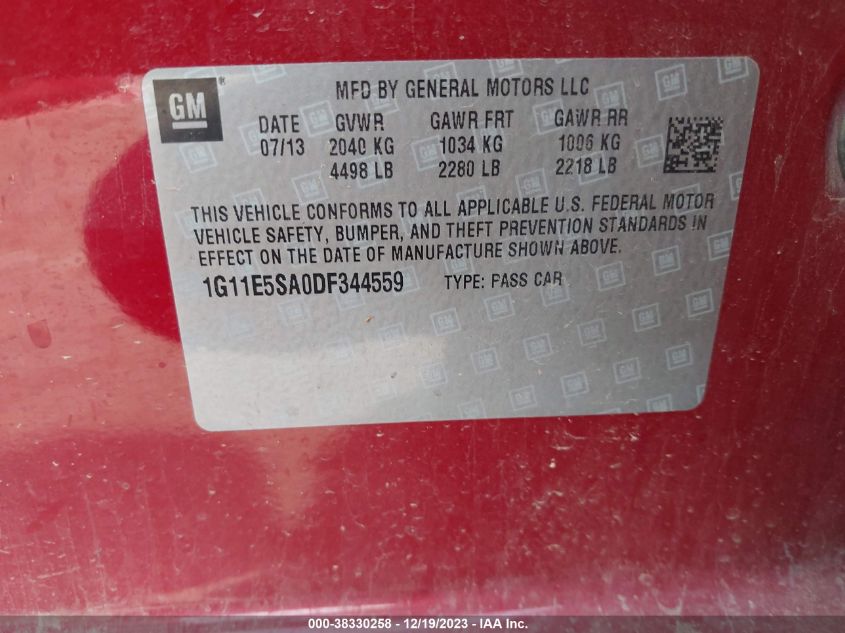 GM ®
MFD BY GENERAL MOTORS LLC
DATE GVWR GAWR FRT GAWR RR
07/13 2040 KG 1034 KG 1006 KG
4498 LB 2280 LB 2218 LB
THIS VEHICLE CONFORMS TO ALL APPLICABLE U.S. FEDERAL MOTOR
VEHICLE SAFETY, BUMPER, AND THEFT PREVENTION STANDARDS IN
EFFECT ON THE DATE OF MANUFACTURE SHOWN ABOVE.
1G11E5SA0DF344559 TYPE: PASS CAR
000-38330258 - 12/19/2023 - IAA Inc.